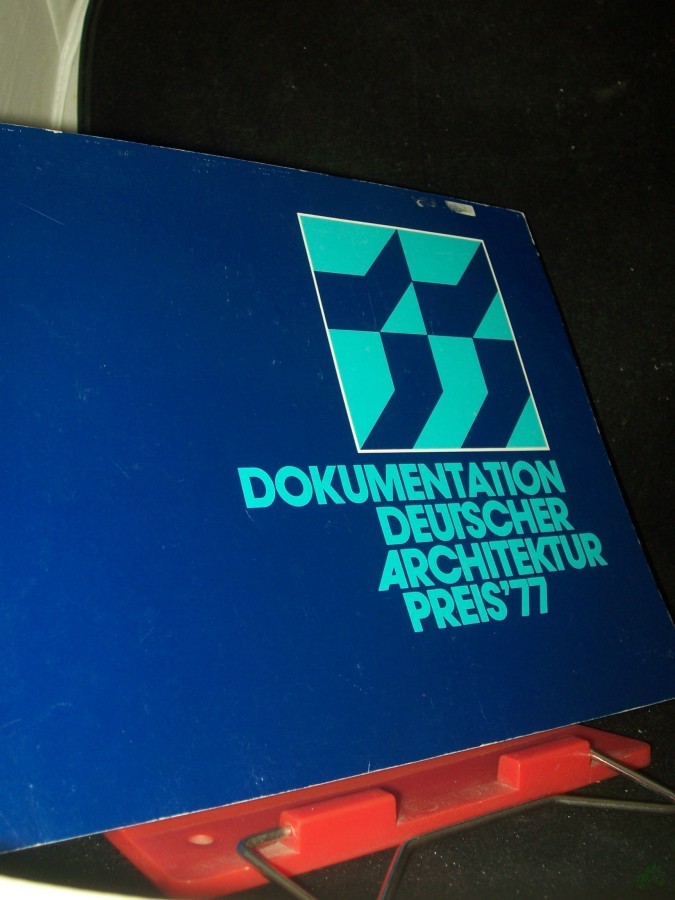 DOKUMENTATION
DEUTSCHER
ARCHITEKTUR
PREIS'77